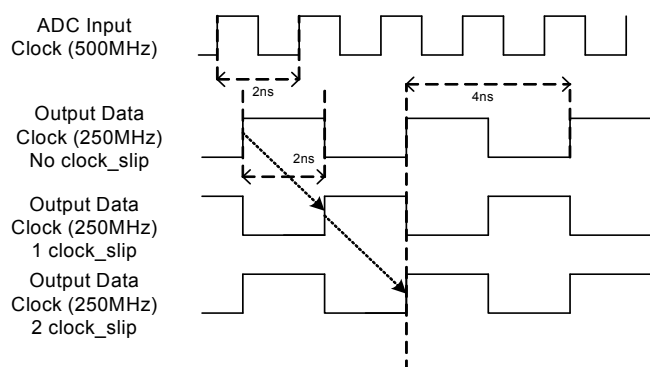 ADC Input
Clock (500MHz)
2ns
4ns
Output Data
Clock (250MHz)
No clock_slip
2ns
Output Data
Clock (250MHz)
1 clock_slip
Output Data
Clock (250MHz)
2 clock_slip